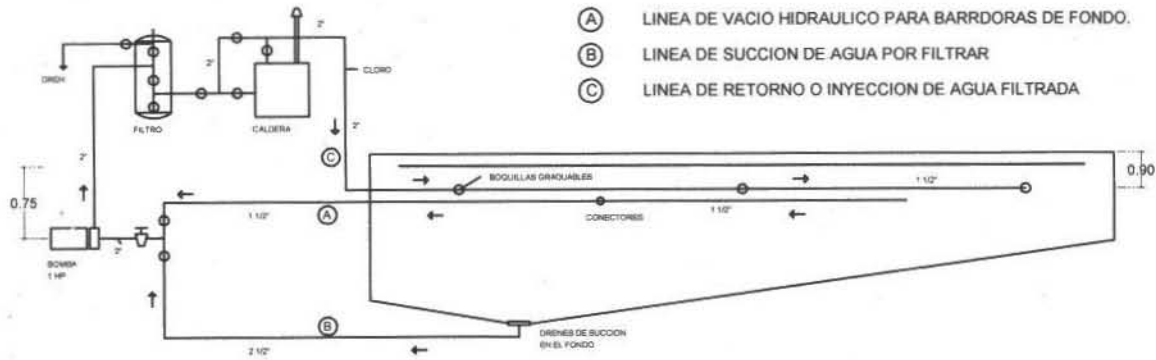 A LINEA DE VACIO HIDRAULICO PARA BARRDORAS DE FONDO.
B LINEA DE SUCCION DE AGUA POR FILTRAR
C LINEA DE RETORNO O INYECCION DE AGUA FILTRADA
2'
2'
CLORO
DREN
FILTRO
CALDERA
2'
C
2'
0.90
BOQUILLAS GRADUABLES
1 1/2"
0.75
1 1/2"
A
CONECTORES
1 1/2"
2'
BOMBA
1 HP
B
2 1/2"
DRENES DE SUCCION
EN EL FONDO